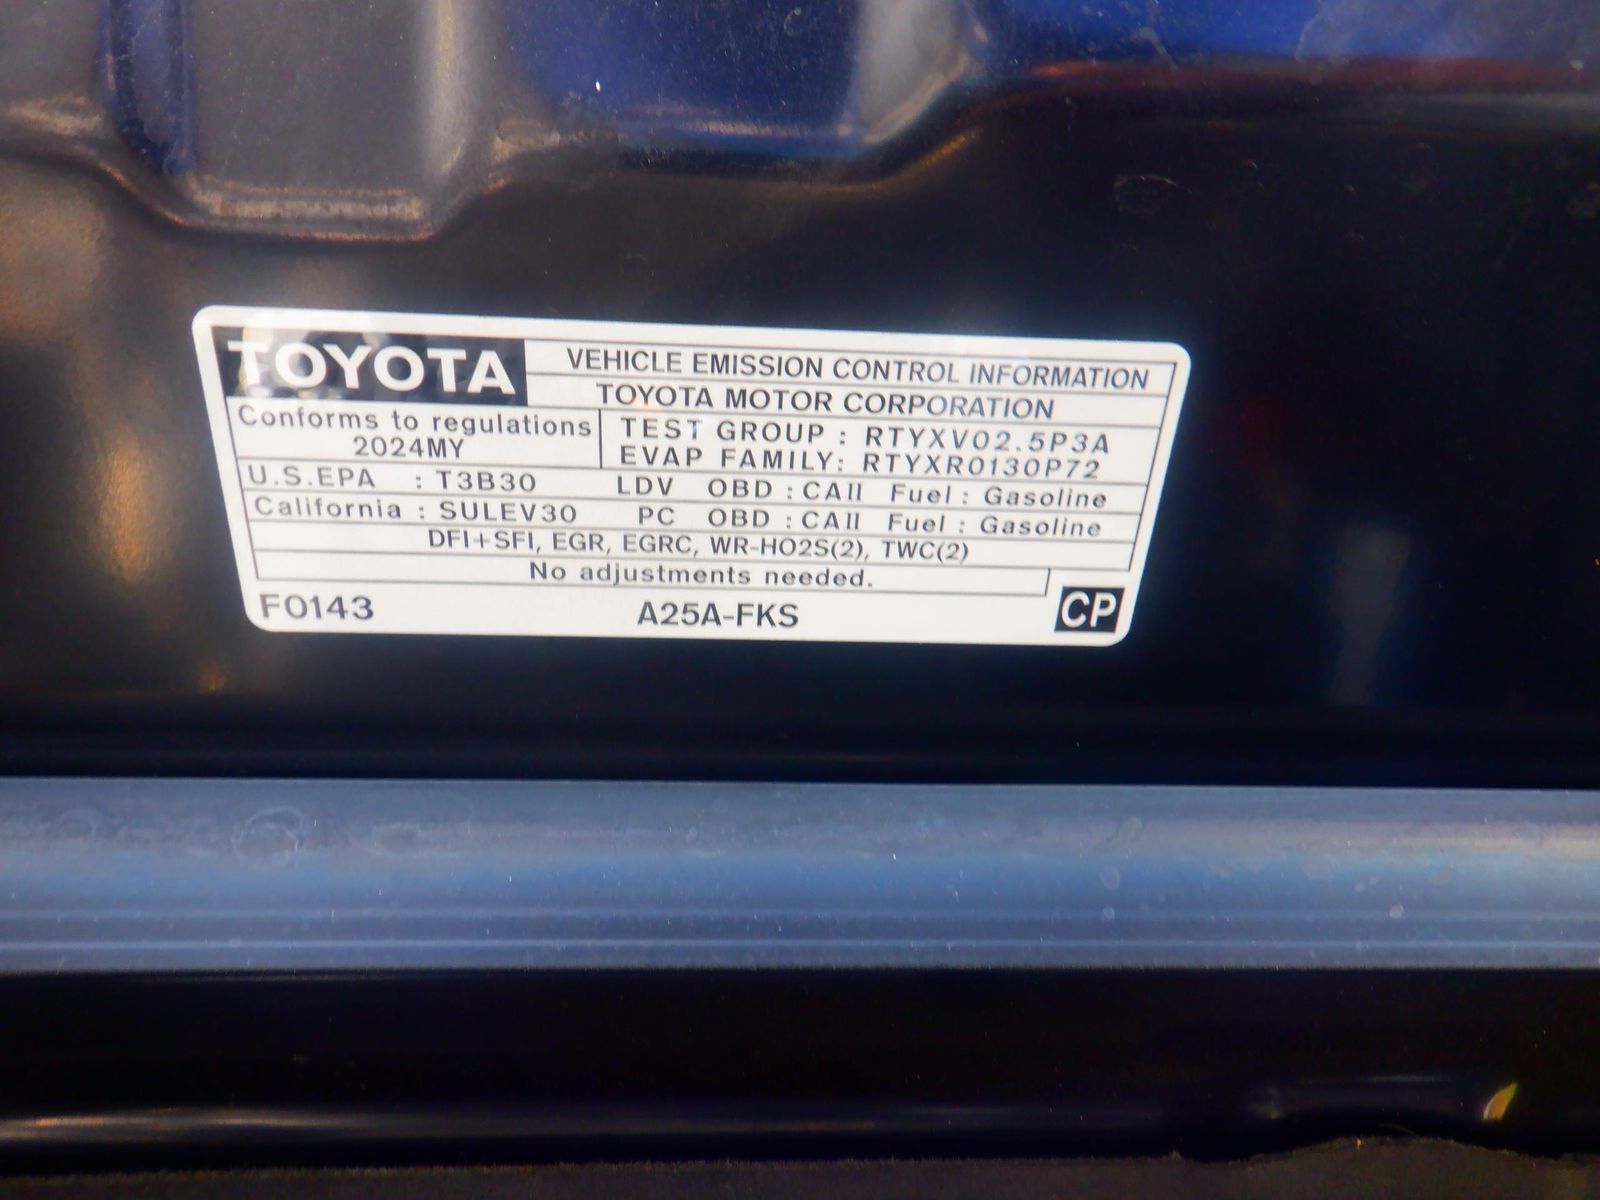 TOYOTA VEHICLE EMISSION CONTROL INFORMATION
TOYOTA MOTOR CORPORATION
Conforms to regulations
2024MY
TEST GROUP : RTYXV02.5P3A
EVAP FAMILY: RTYXR0130P72
U.S.EPA : T3B30 LDV OBD : CAII Fuel : Gasoline
California : SULEV30 PC OBD : CAII Fuel : Gasoline
DFI+SFI, EGR, EGRC, WR-HO2S(2), TWC(2)
No adjustments needed.
F0143 A25A-FKS CP